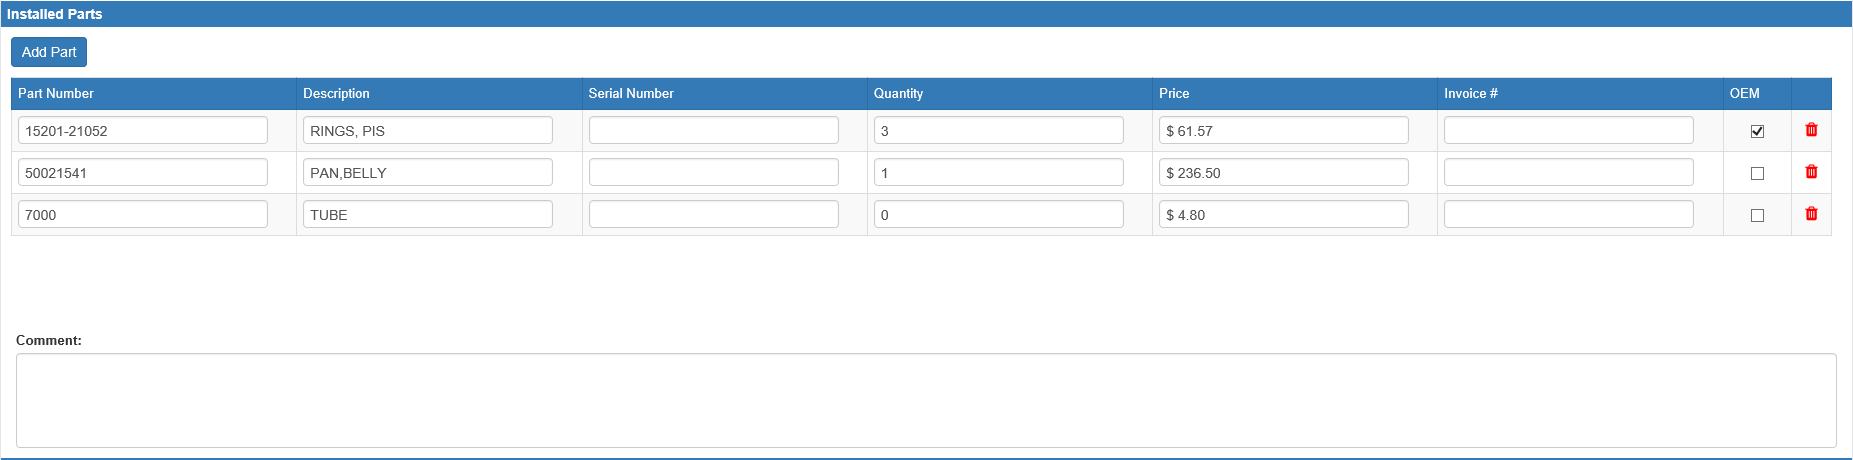 Installed Parts
Add Part
Part Number Description Serial Number Quantity Price Invoice # OEM
15201-21052 RINGS, PIS 3 $ 61.57
50021541 PAN,BELLY 1 $ 236.50
7000 TUBE 0 $ 4.80
Comment: